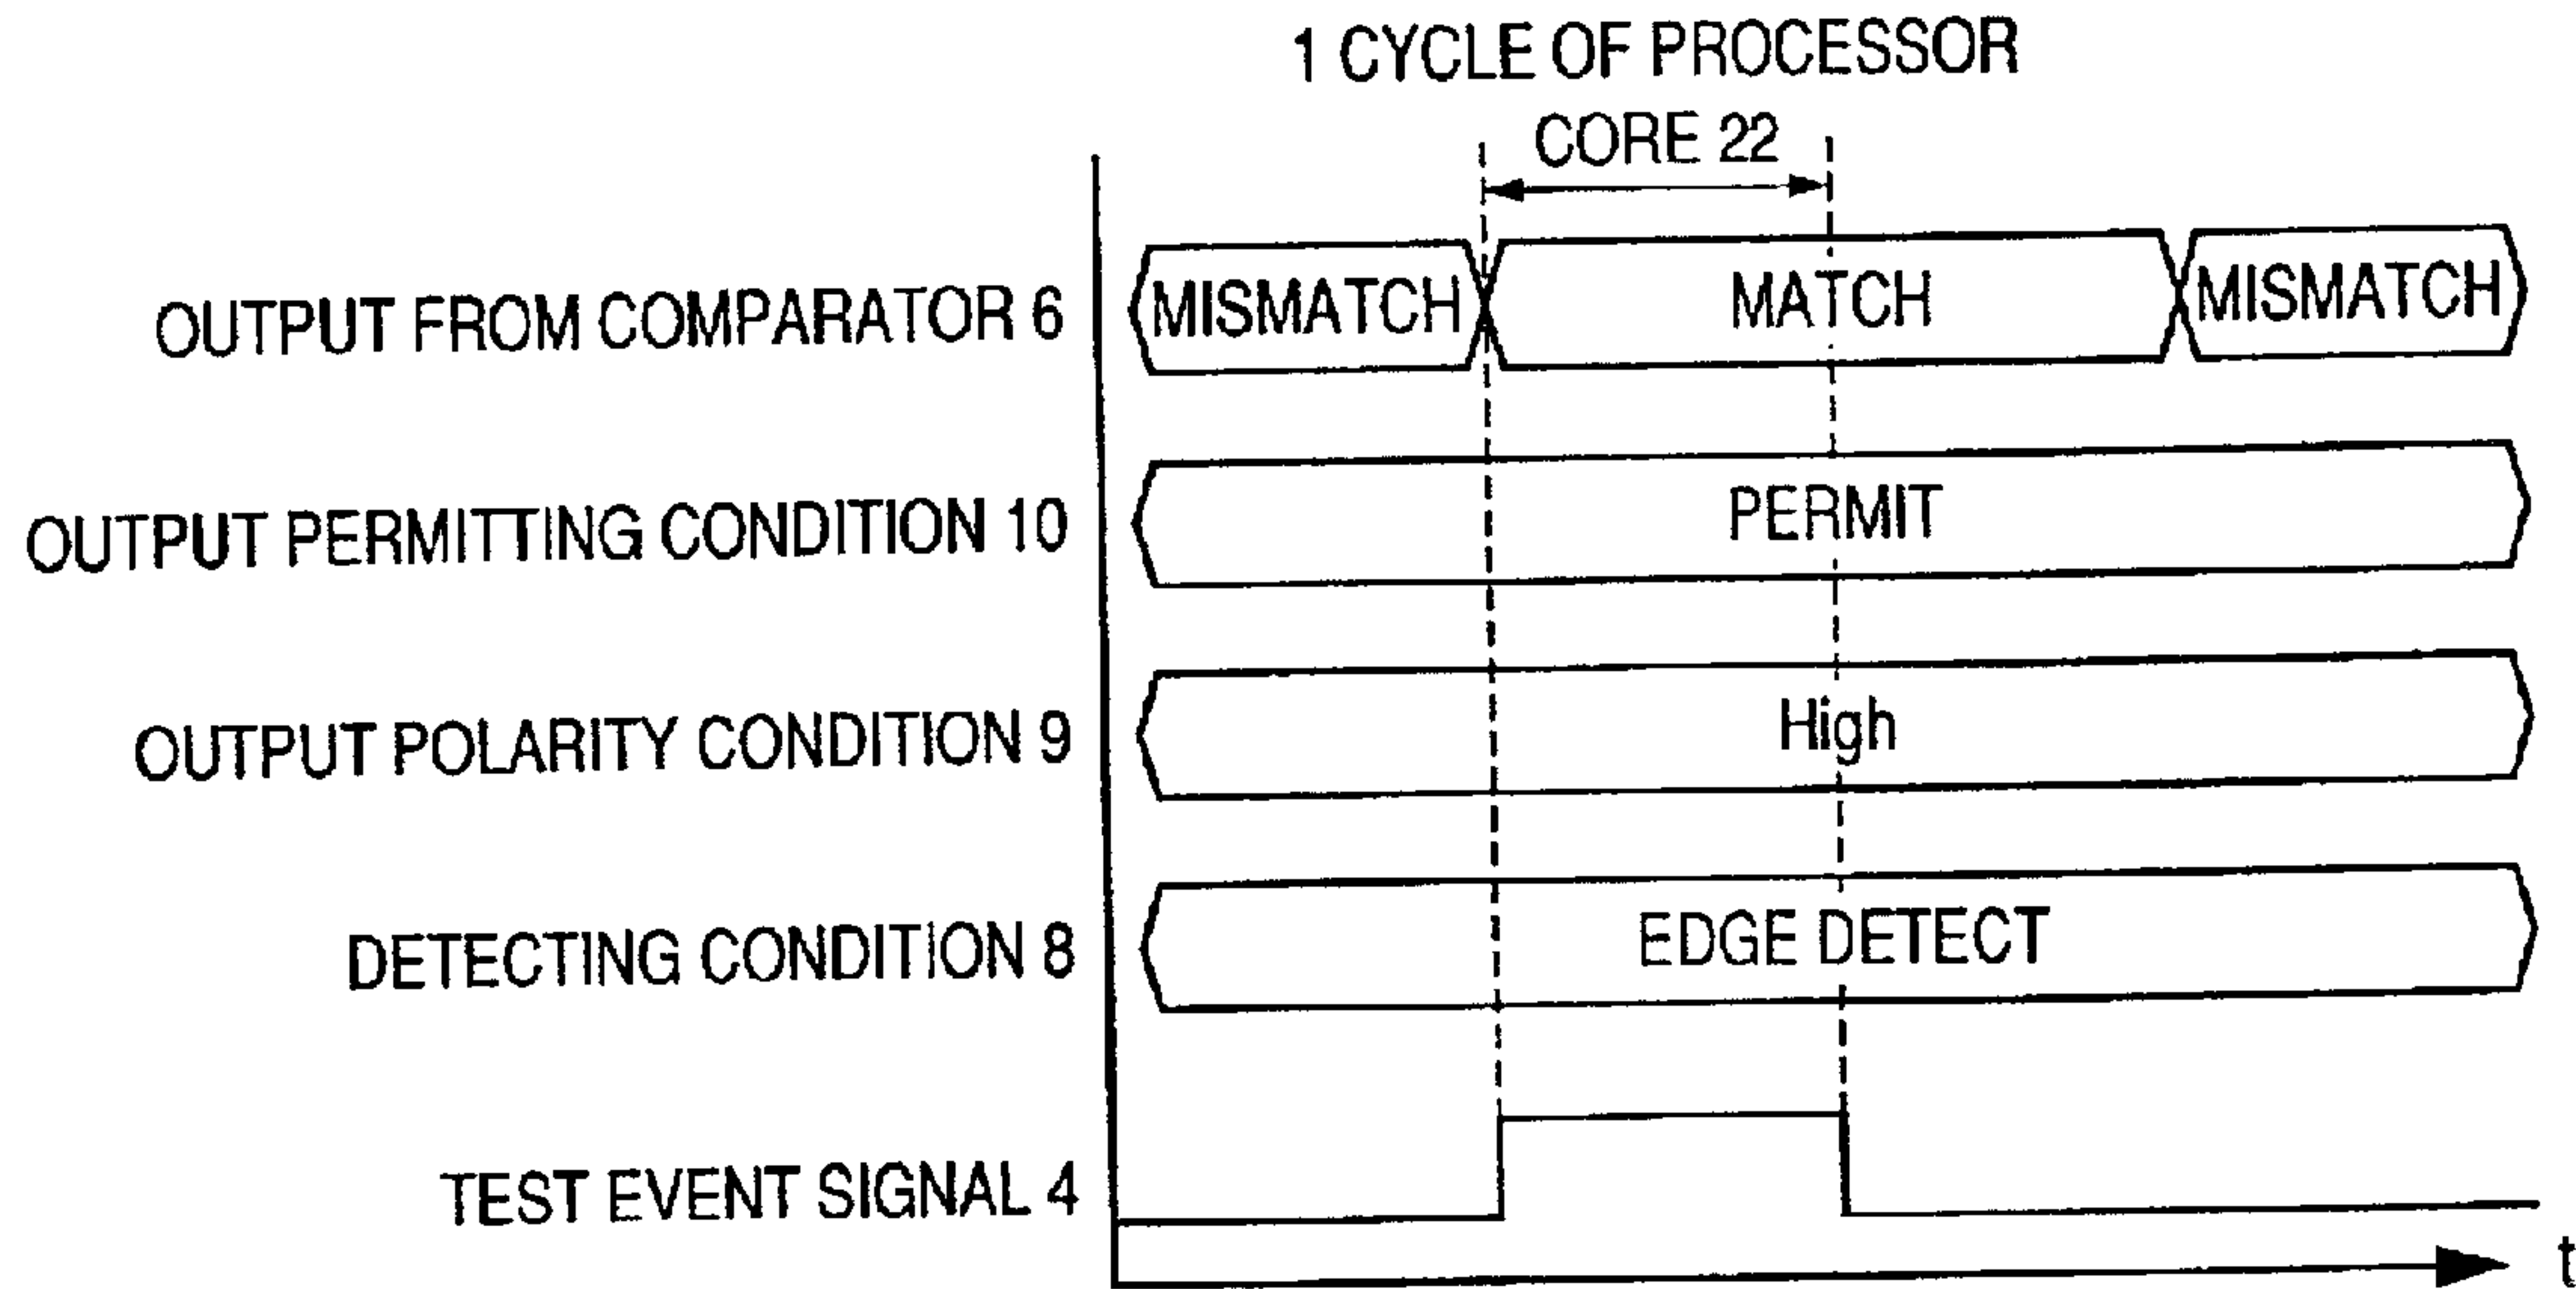 1 CYCLE OF PROCESSOR
CORE 22
OUTPUT FROM COMPARATOR 6
MISMATCH
MATCH
MISMATCH
OUTPUT PERMITTING CONDITION 10
PERMIT
OUTPUT POLARITY CONDITION 9
High
DETECTING CONDITION 8
EDGE DETECT
TEST EVENT SIGNAL 4
t